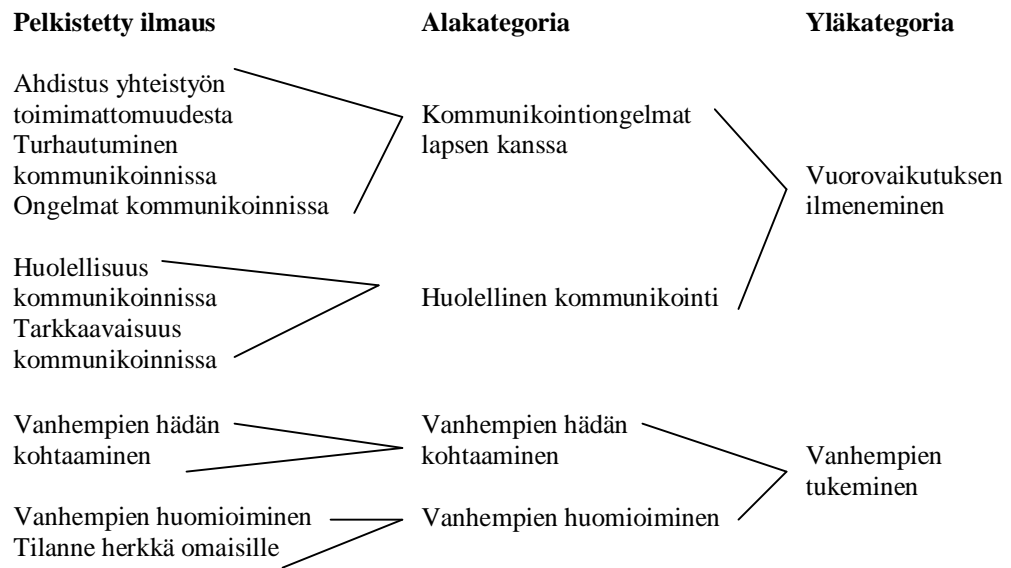 Pelkistetty ilmaus
Alakategoria
Yläkategoria
Ahdistus yhteistyön
toimimattomuudesta
Turhautuminen
kommunikoinnissa
Ongelmat kommunikoinnissa
Kommunikointiongelmat
lapsen kanssa
Vuorovaikutuksen
ilmeneminen
Huolellisuus
kommunikoinnissa
Tarkkaavaisuus
kommunikoinnissa
Huolellinen kommunikointi
Vanhempien hädän
kohtaaminen
Vanhempien hädän
kohtaaminen
Vanhempien
tukeminen
Vanhempien huomioiminen
Tilanne herkkä omaisille
Vanhempien huomioiminen